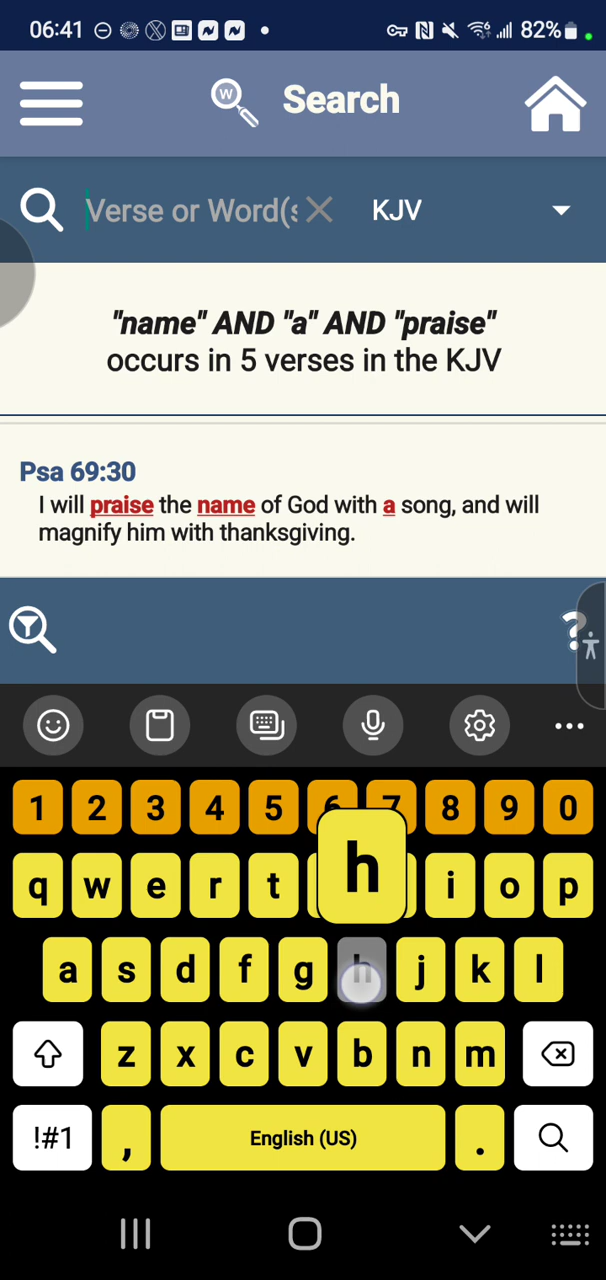 06:41 82%
W Search
Verse or Word(s KJV
"name" AND "a" AND "praise"
occurs in 5 verses in the KJV
Psa 69:30
I will praise the name of God with a song, and will
magnify him with thanksgiving.
?
1 2 3 4 5 6 7 8 9 0
q w e r t h i o p
a s d f g h j k l
z x c v b n m
!#1 , English (US) .